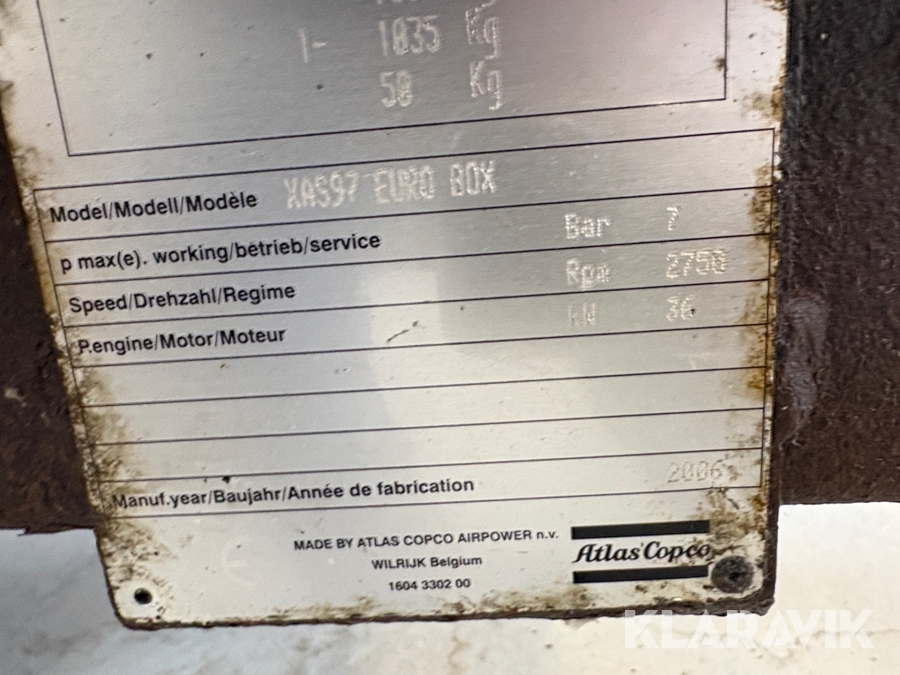 1- 1035 Kg
50 Kg
Model/Modell/Modèle XAS97 EURO BOX
p max(e). working/betrieb/service Bar 7
Speed/Drehzahl/Regime Rpm 2750
P.engine/Motor/Moteur kW 36
Manuf.year/Baujahr/Année de fabrication 2006
MADE BY ATLAS COPCO AIRPOWER n.v.
WILRIJK Belgium
1604 3302 00
Atlas Copco
KLARAVIK